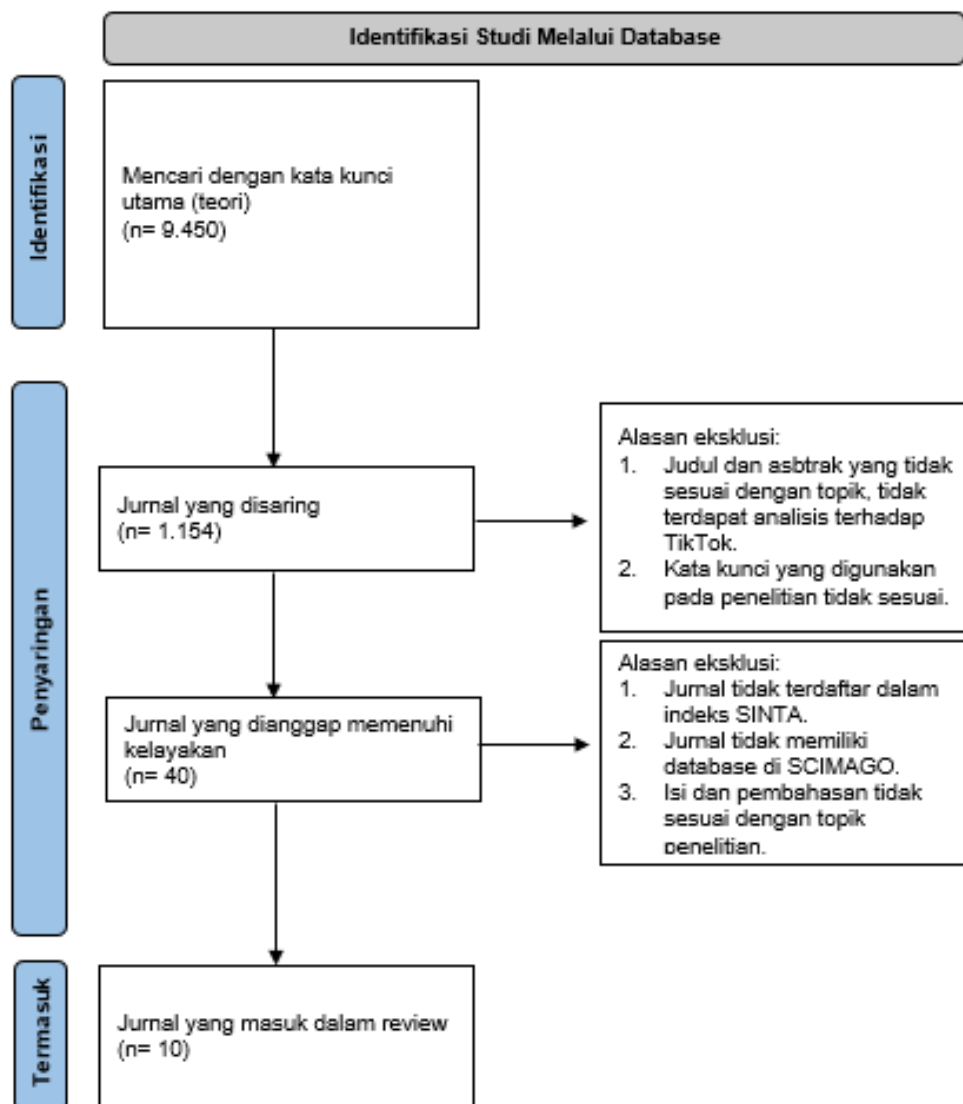 Identifikasi Studi Melalui Database
Identifikasi
Mencari dengan kata kunci
utama (teori)
(n= 9.450)
Penyaringan
Jurnal yang disaring
(n= 1.154)
Alasan eksklusi:
1. Judul dan asbtrak yang tidak
sesuai dengan topik, tidak
terdapat analisis terhadap
TikTok.
2. Kata kunci yang digunakan
pada penelitian tidak sesuai.
Jurnal yang dianggap memenuhi
kelayakan
(n= 40)
Alasan eksklusi:
1. Jurnal tidak terdaftar dalam
indeks SINTA.
2. Jurnal tidak memiliki
database di SCIMAGO.
3. Isi dan pembahasan tidak
sesuai dengan topik
penelitian.
Termasuk
Jurnal yang masuk dalam review
(n= 10)